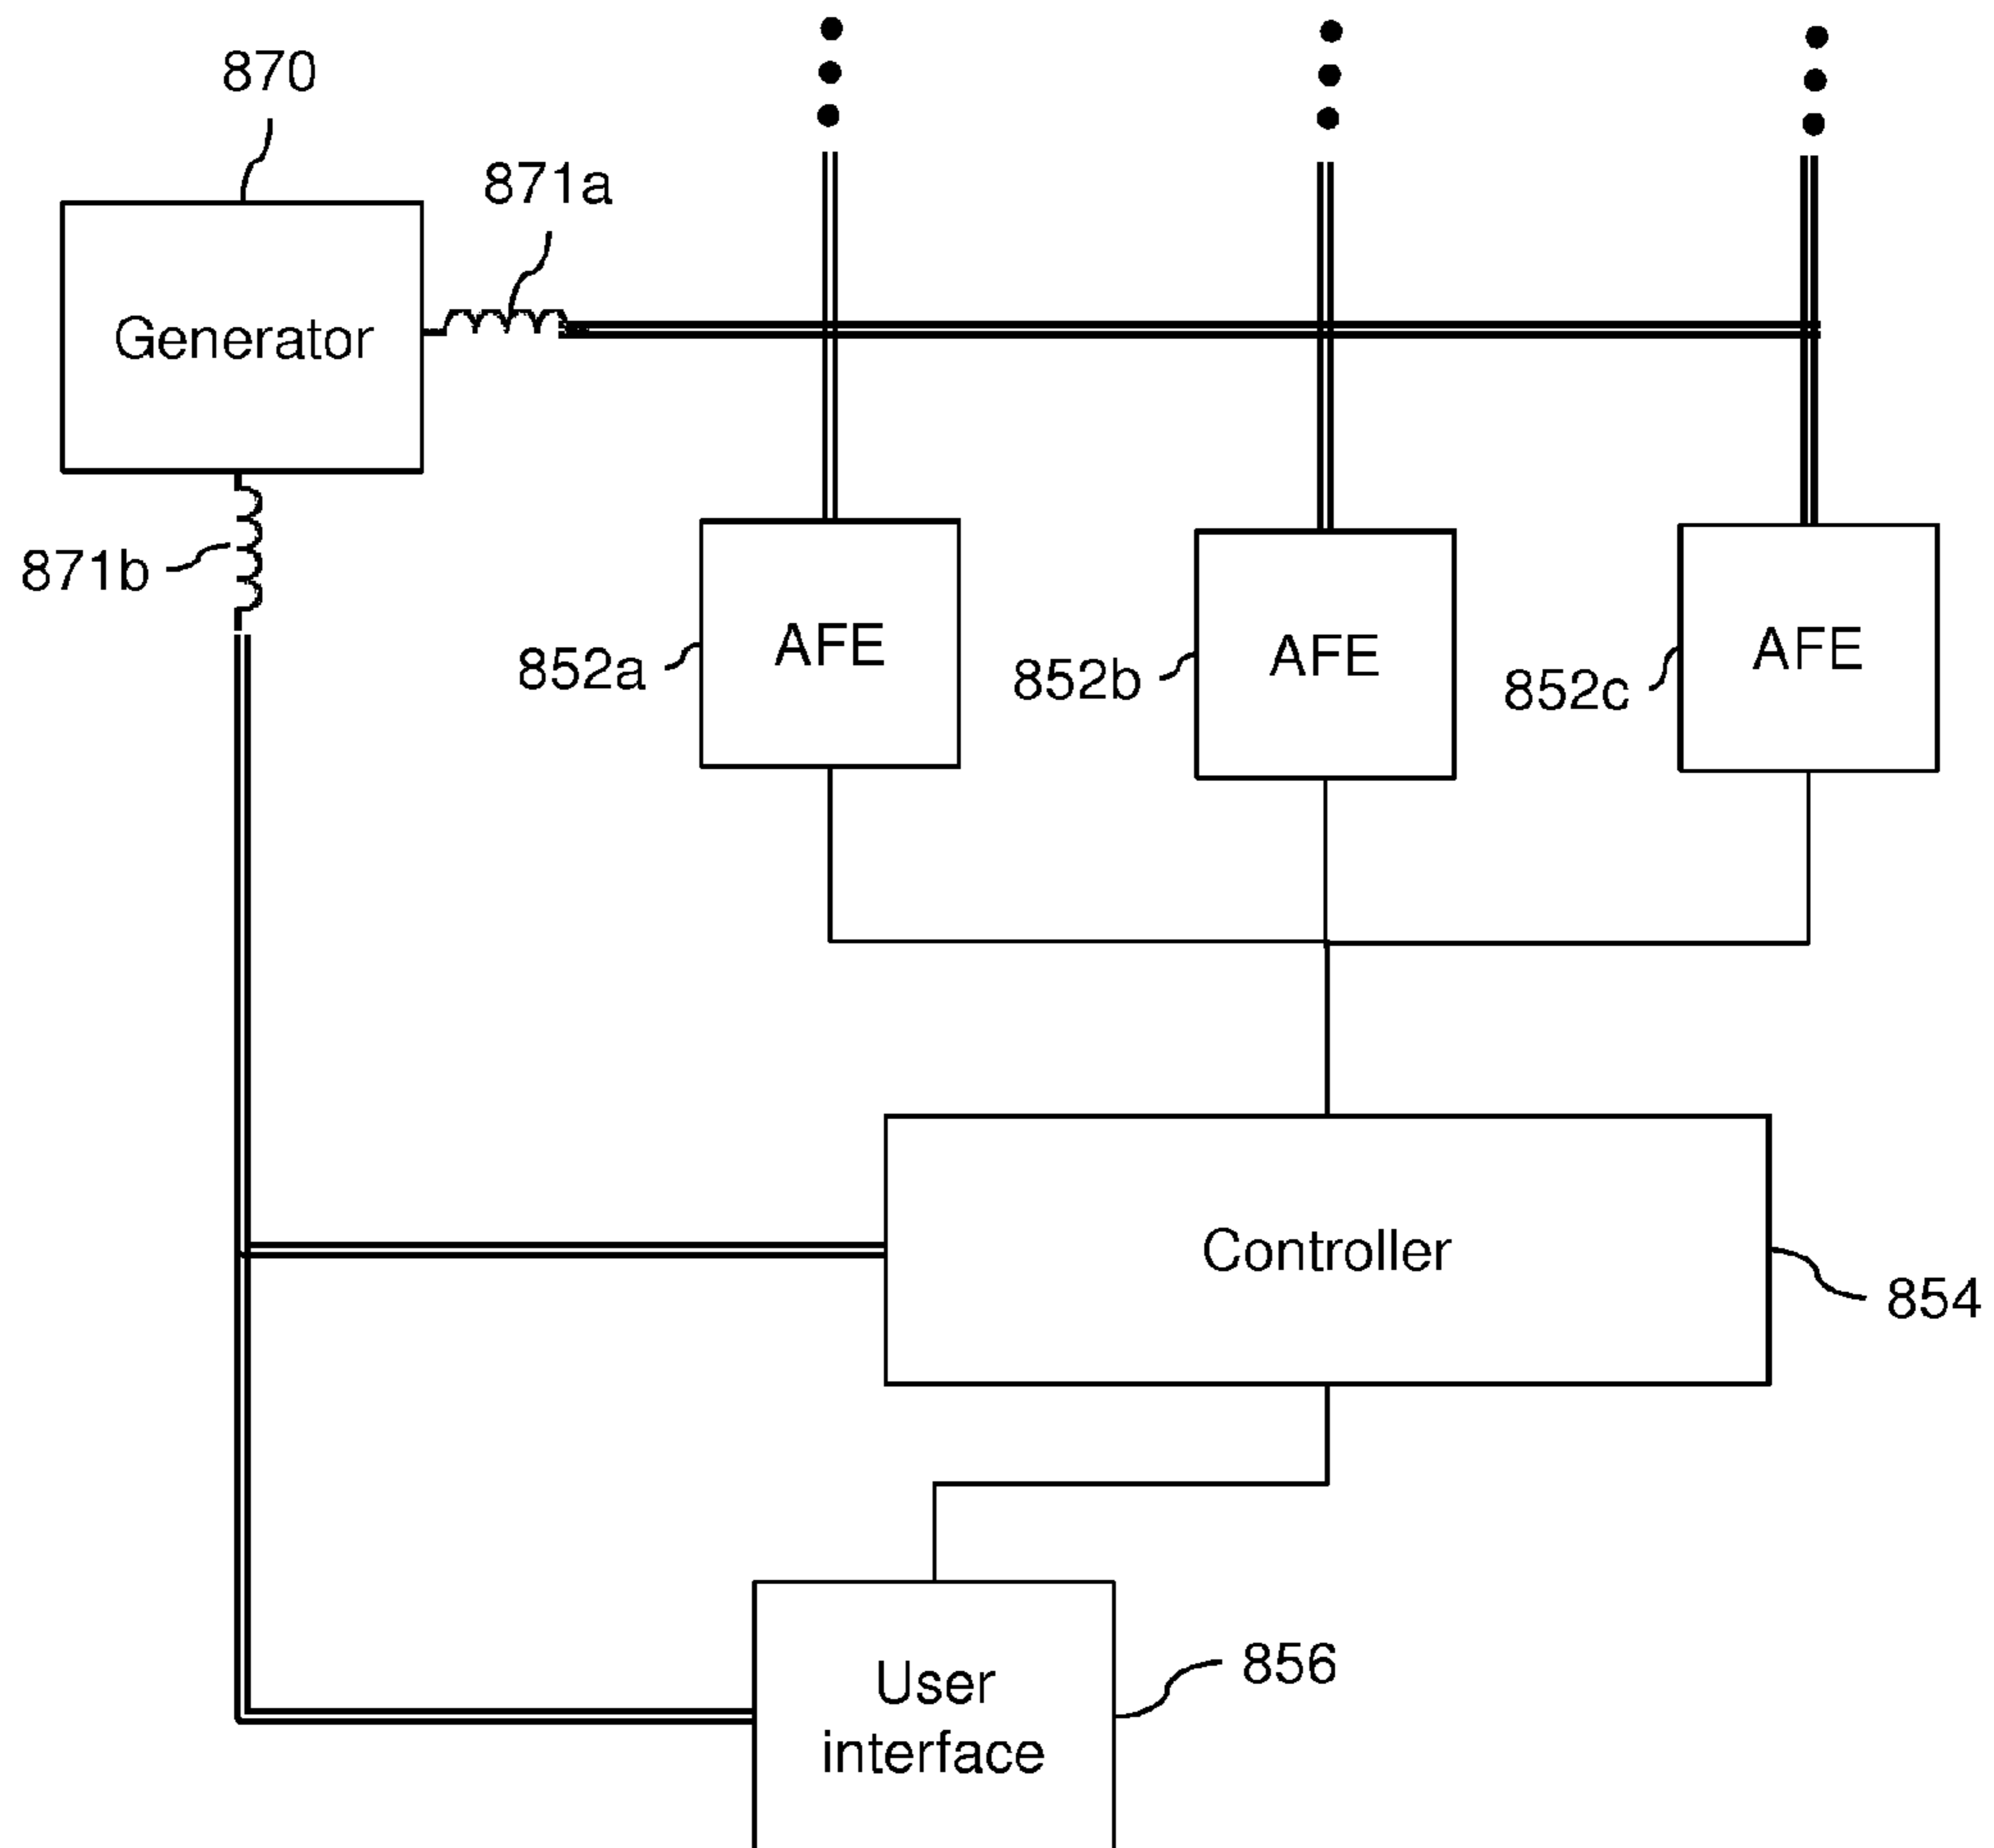 870
871a
Generator
871b
852a
AFE
852b
AFE
852c
AFE
Controller
854
User
interface
856